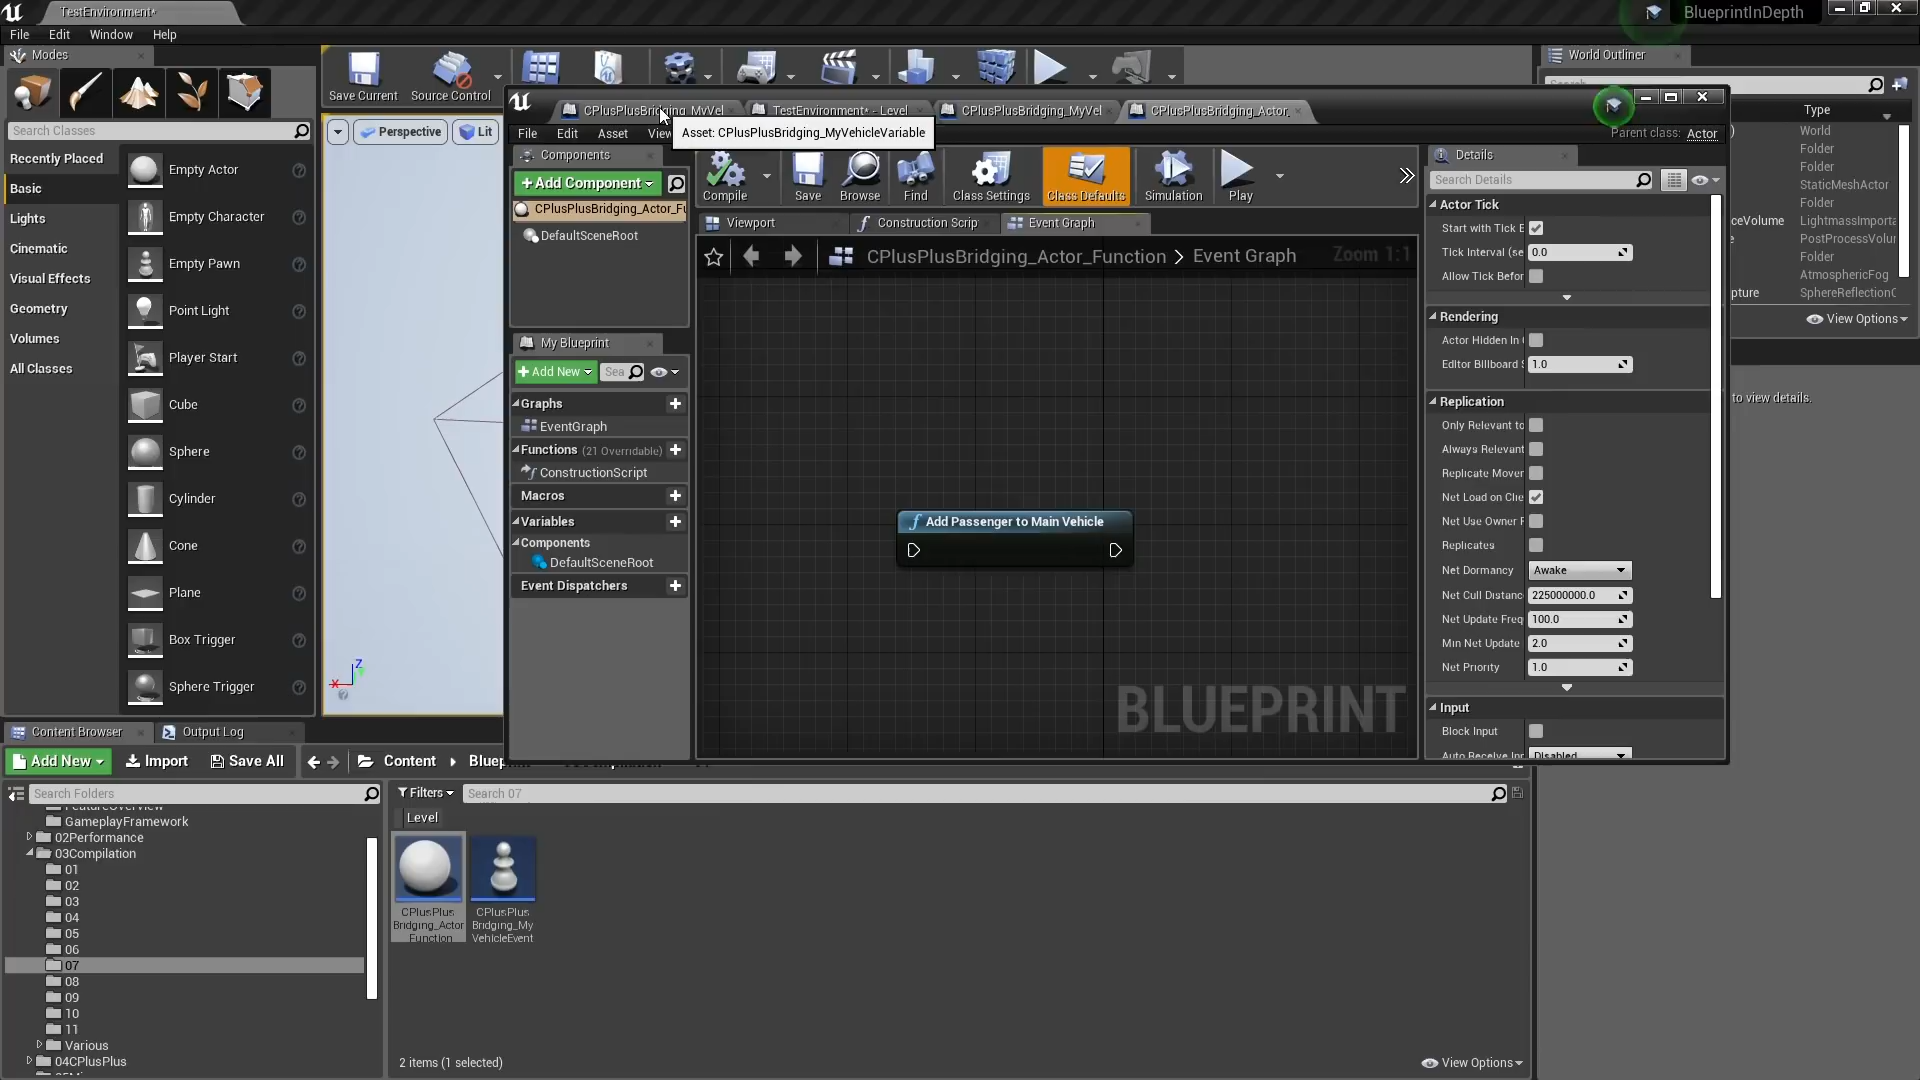 TestEnvironment*
BlueprintInDepth
File Edit Window Help
Modes
World Outliner
Save Current
Source Control
Search Classes
Recently Placed
Basic
Lights
Cinematic
Visual Effects
Geometry
Volumes
All Classes
Empty Actor
Empty Character
Empty Pawn
Point Light
Player Start
Cube
Sphere
Cylinder
Cone
Plane
Box Trigger
Sphere Trigger
Perspective
Lit
CPlusPlusBridging_MyVel
TestEnvironment* - Level
CPlusPlusBridging_MyVel
CPlusPlusBridging_Actor_
File Edit Asset
Asset: CPlusPlusBridging_MyVehicleVariable
Parent class: Actor
Components
+Add Component
CPlusPlusBridging_Actor_Fu
DefaultSceneRoot
My Blueprint
+Add New
Sea
Graphs
EventGraph
Functions (21 Overridable)
ConstructionScript
Macros
Variables
Components
DefaultSceneRoot
Event Dispatchers
Compile
Save
Browse
Find
Class Settings
Class Defaults
Simulation
Play
Viewport
Construction Scrip
Event Graph
CPlusPlusBridging_Actor_Function > Event Graph
Zoom 1:1
Add Passenger to Main Vehicle
BLUEPRINT
Details
Search Details
Actor Tick
Start with Tick E
Tick Interval (se 0.0
Allow Tick Befor
Rendering
Actor Hidden In
Editor Billboard 1.0
Replication
Only Relevant to
Always Relevant
Replicate Mover
Net Load on Clie
Net Use Owner F
Replicates
Net Dormancy Awake
Net Cull Distanc 225000000.0
Net Update Freq 100.0
Min Net Update 2.0
Net Priority 1.0
Input
Block Input
Auto Receive Inp Disabled
Type
World
Folder
Folder
StaticMeshActor
Folder
ceVolume LightmassImporta
PostProcessVolur
Folder
AtmosphericFog
pture SphereReflectionC
View Options
to view details.
Content Browser
Output Log
Add New
Import
Save All
Content
Search Folders
GameplayFramework
02Performance
03Compilation
01
02
03
04
05
06
07
08
09
10
11
Various
04CPlusPlus
Filters
Search 07
Level
CPlusPlus
Bridging_Actor
Function
CPlusPlus
Bridging_My
VehicleEvent
2 items (1 selected)
View Options